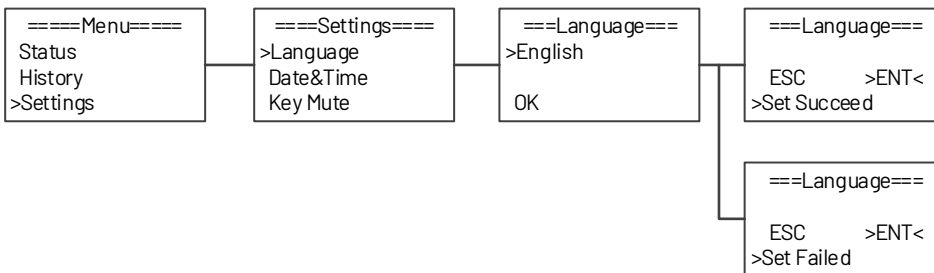 =====Menu=====
Status
History
>Settings
====Settings====
>Language
Date&Time
Key Mute
===Language===
>English
OK
===Language===
ESC >ENT<
>Set Succeed
===Language===
ESC >ENT<
>Set Failed